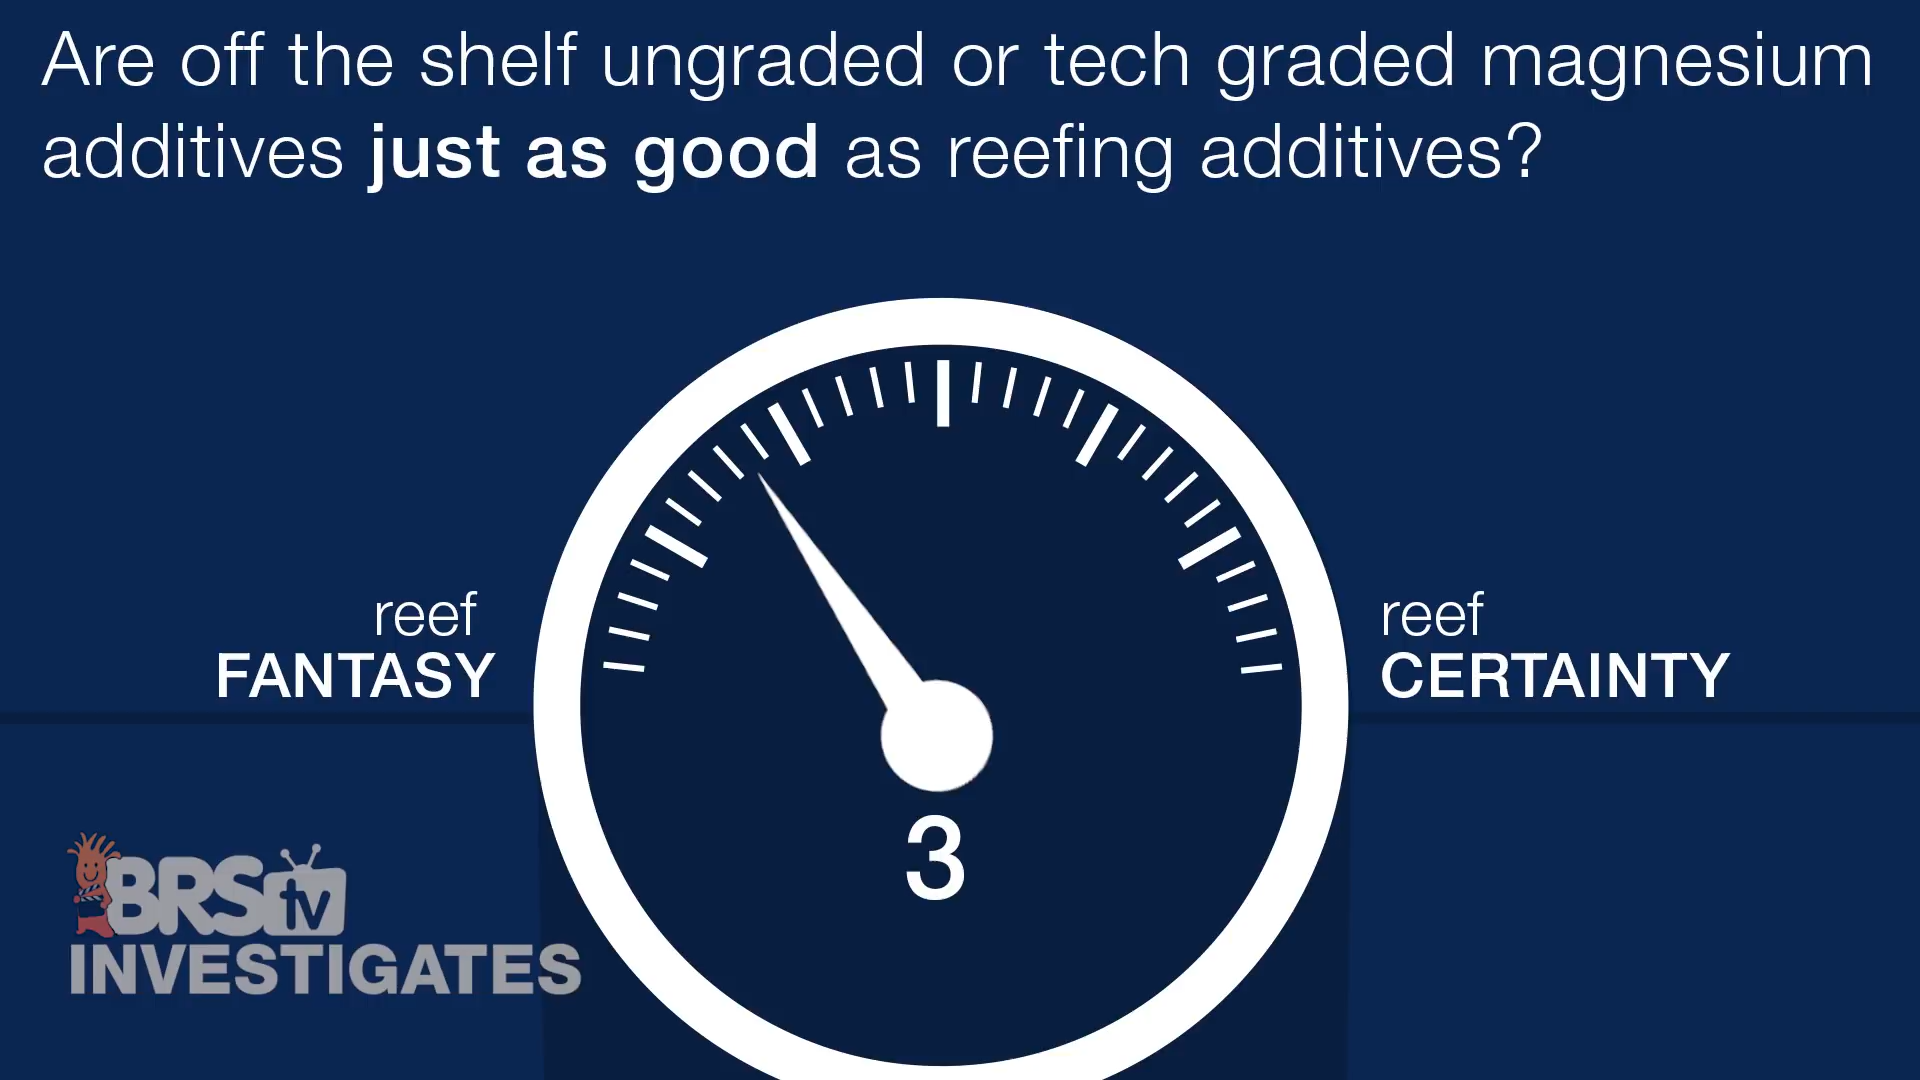 Are off the shelf ungraded or tech graded magnesium
additives just as good as reefing additives?
reef
FANTASY
reef
CERTAINTY
3
BRStv
INVESTIGATES